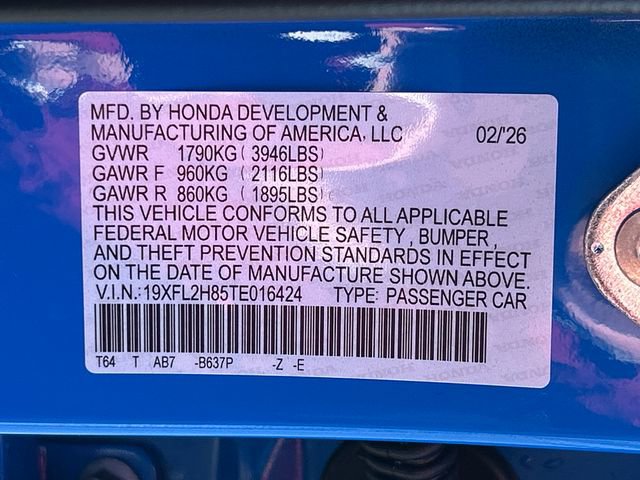 MFD. BY HONDA DEVELOPMENT &
MANUFACTURING OF AMERICA, LLC 02/'26
GVWR 1790KG ( 3946LBS)
GAWR F 960KG ( 2116LBS)
GAWR R 860KG ( 1895LBS)
THIS VEHICLE CONFORMS TO ALL APPLICABLE
FEDERAL MOTOR VEHICLE SAFETY , BUMPER ,
AND THEFT PREVENTION STANDARDS IN EFFECT
ON THE DATE OF MANUFACTURE SHOWN ABOVE.
V.I.N.:19XFL2H85TE016424 TYPE: PASSENGER CAR
T64 T AB7 -B637P -Z -E